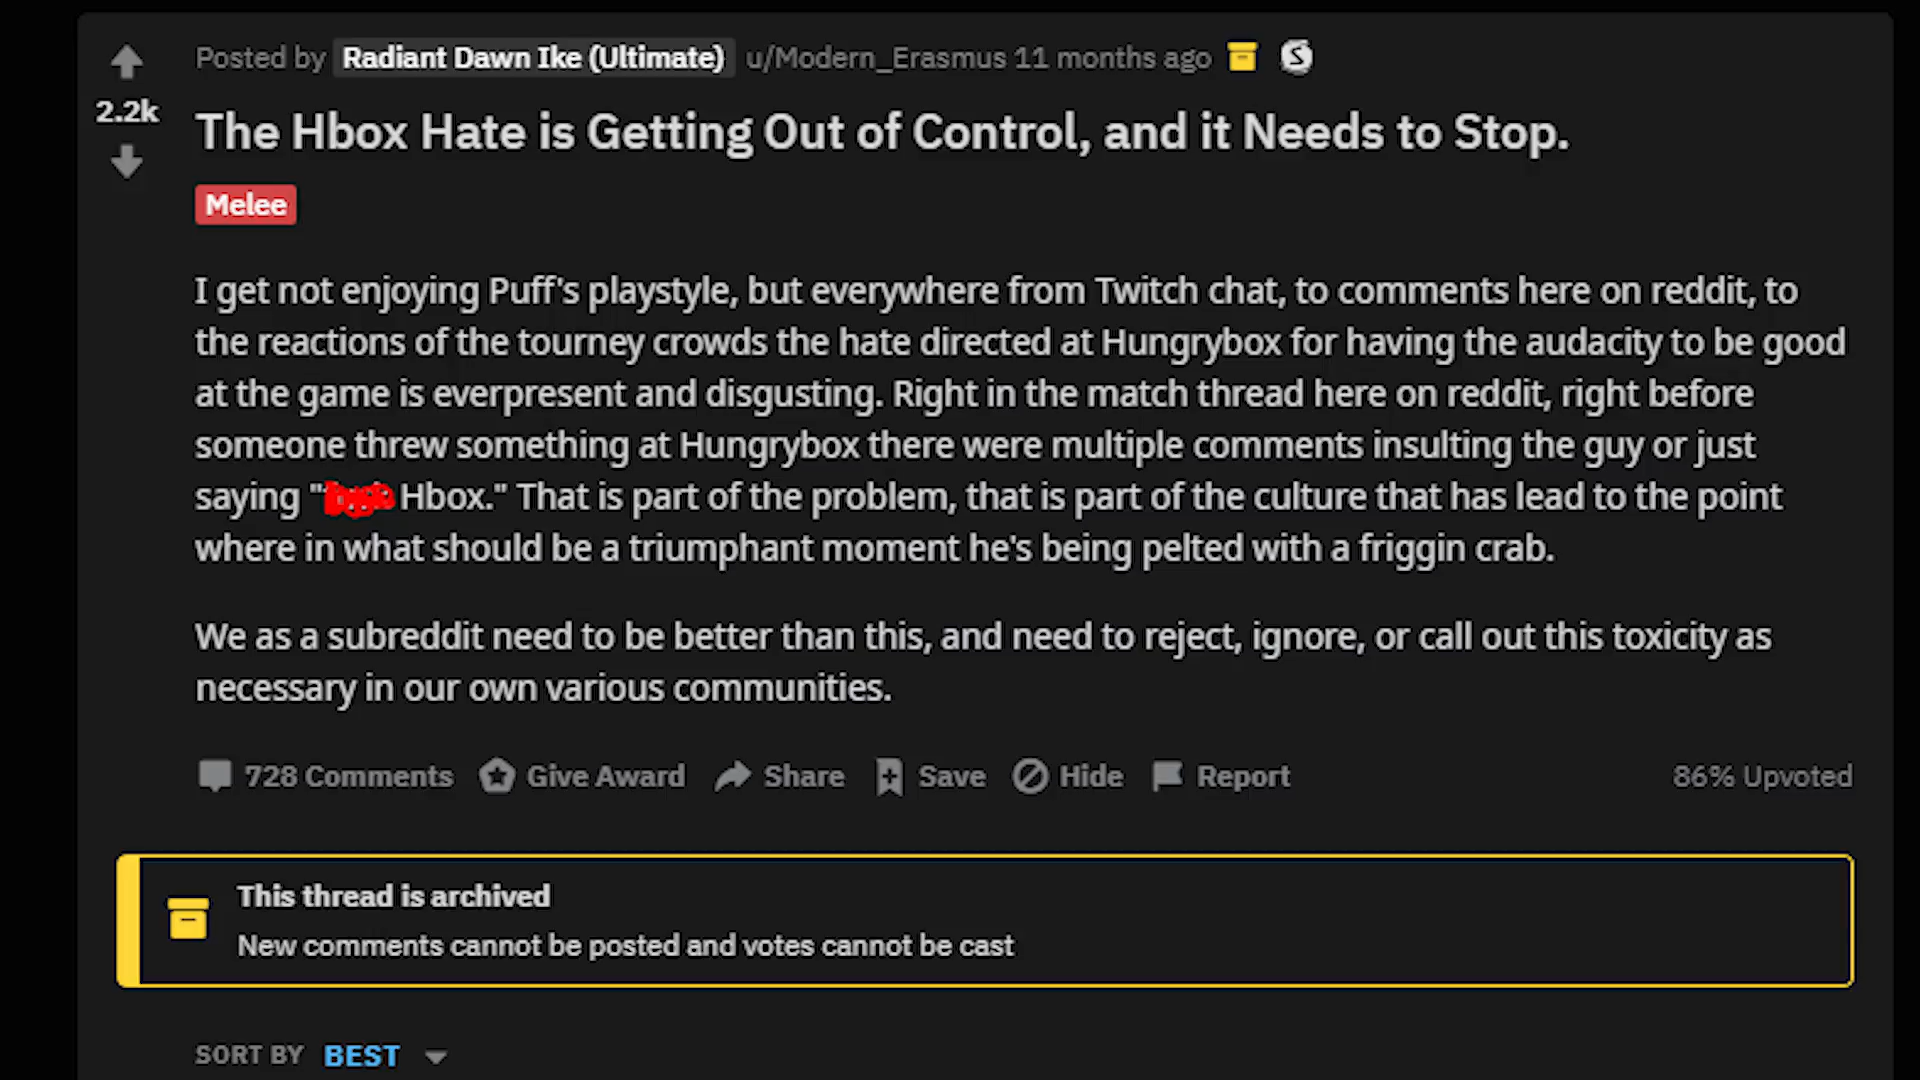 Posted by Radiant Dawn Ike (Ultimate) u/Modern_Erasmus 11 months ago
2.2k
The Hbox Hate is Getting Out of Control, and it Needs to Stop.
Melee
I get not enjoying Puff's playstyle, but everywhere from Twitch chat, to comments here on reddit, to
the reactions of the tourney crowds the hate directed at Hungrybox for having the audacity to be good
at the game is everpresent and disgusting. Right in the match thread here on reddit, right before
someone threw something at Hungrybox there were multiple comments insulting the guy or just
saying " Hbox." That is part of the problem, that is part of the culture that has lead to the point
where in what should be a triumphant moment he's being pelted with a friggin crab.
We as a subreddit need to be better than this, and need to reject, ignore, or call out this toxicity as
necessary in our own various communities.
728 Comments Give Award Share Save Hide Report 86% Upvoted
This thread is archived
New comments cannot be posted and votes cannot be cast
SORT BY BEST